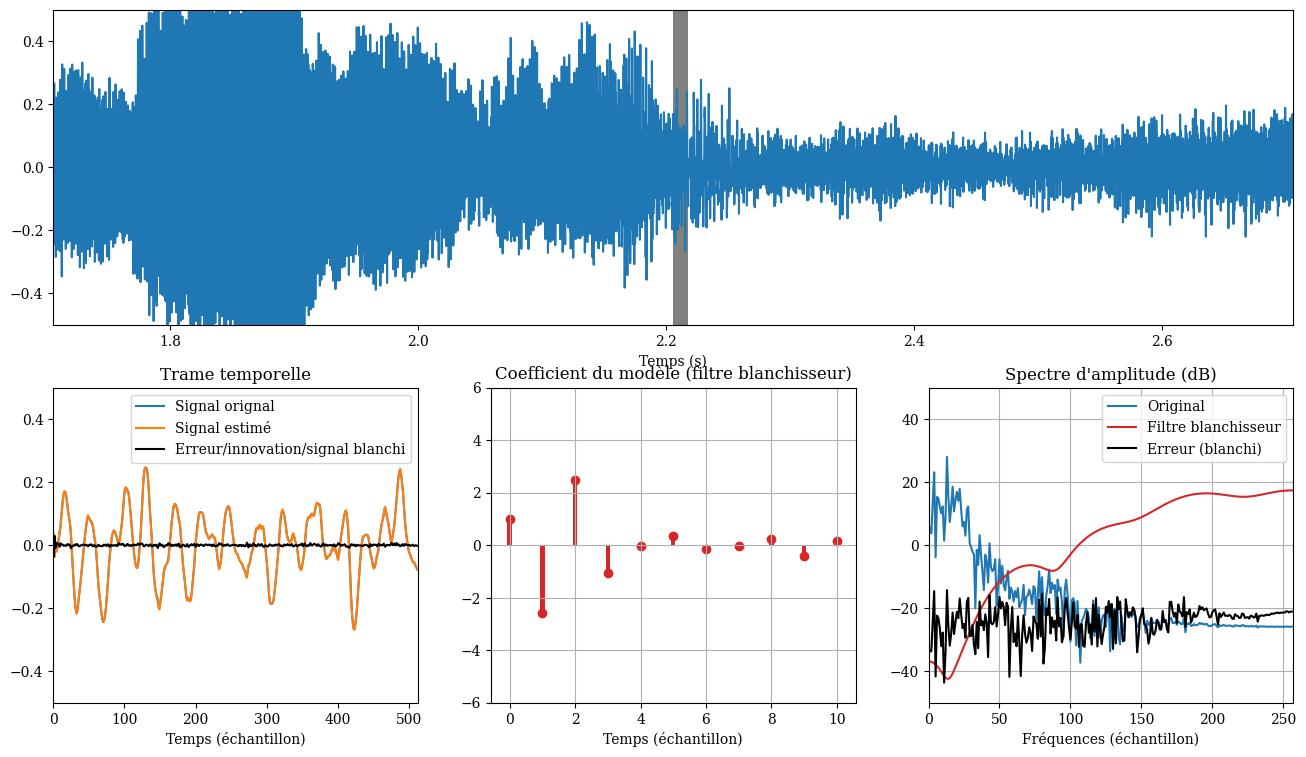 0.4
0.2
0.0
−0.2
−0.4
1.8 2.0 2.2 2.4 2.6
Temps (s)
Trame temporelle
Signal orignal
Signal estimé
Erreur/innovation/signal blanchi
0.4
0.2
0.0
−0.2
−0.4
0 100 200 300 400 500
Temps (échantillon)
Coefficient du modèle (filtre blanchisseur)
6
4
2
0
−2
−4
−6
0 2 4 6 8 10
Temps (échantillon)
Spectre d'amplitude (dB)
Original
Filtre blanchisseur
Erreur (blanchi)
40
20
0
−20
−40
0 50 100 150 200 250
Fréquences (échantillon)